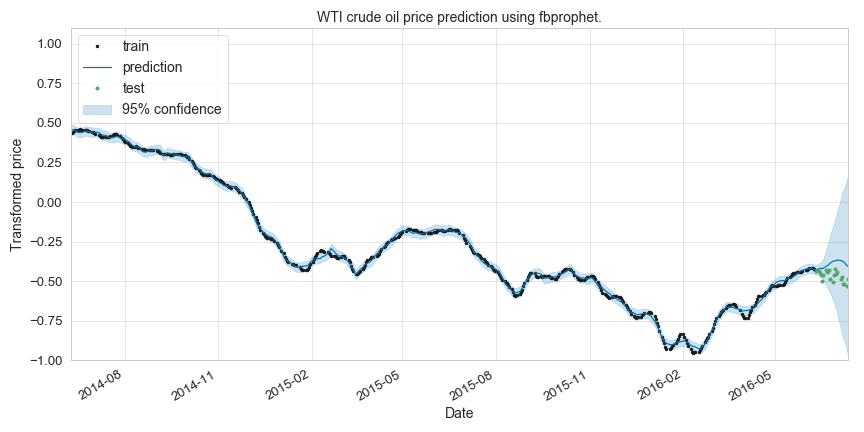 WTI crude oil price prediction using fbprophet.
train
prediction
test
95% confidence
Transformed price
1.00
0.75
0.50
0.25
0.00
−0.25
−0.50
−0.75
−1.00
2014-08
2014-11
2015-02
2015-05
2015-08
2015-11
2016-02
2016-05
Date